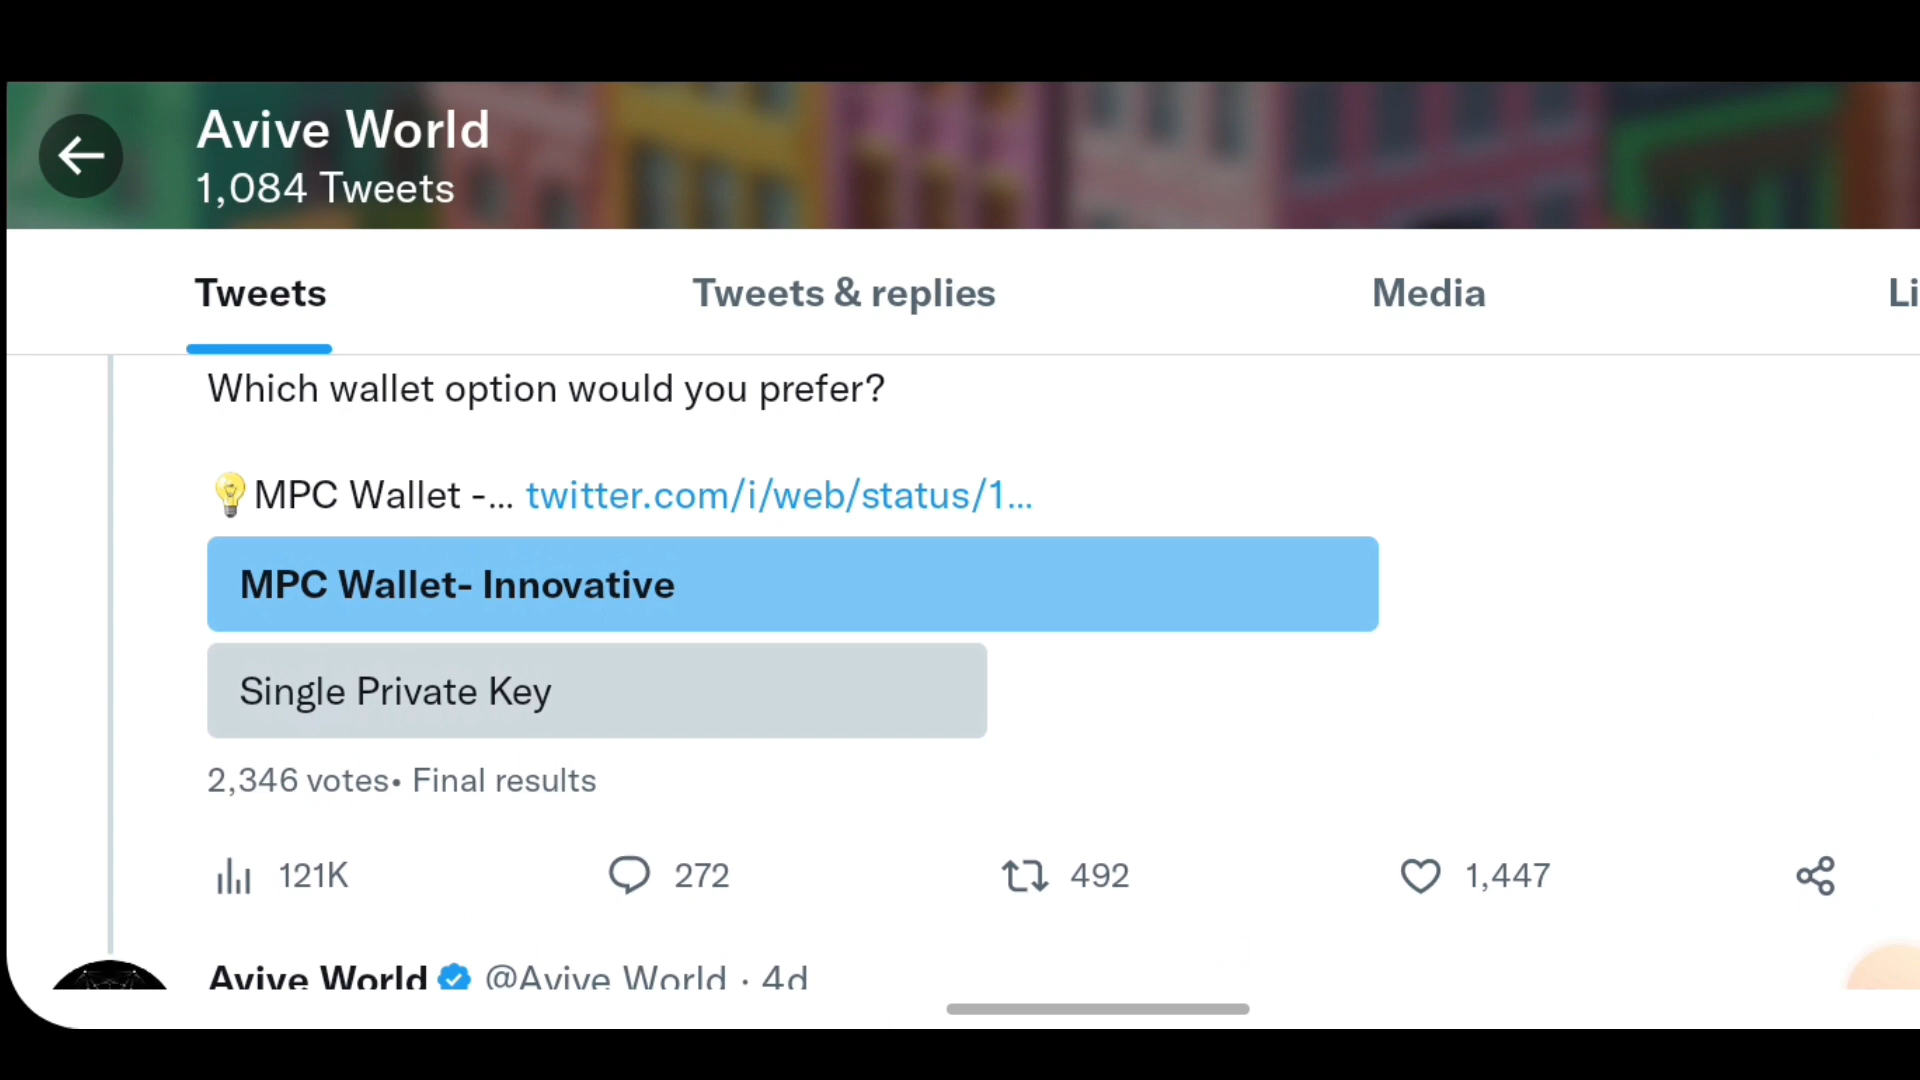 Avive World
1,084 Tweets
Tweets Tweets & replies Media Li
Which wallet option would you prefer?
💡MPC Wallet -... twitter.com/i/web/status/1...
MPC Wallet- Innovative
Single Private Key
2,346 votes• Final results
121K 272 492 1,447
Avive World @Avive_World · 4d